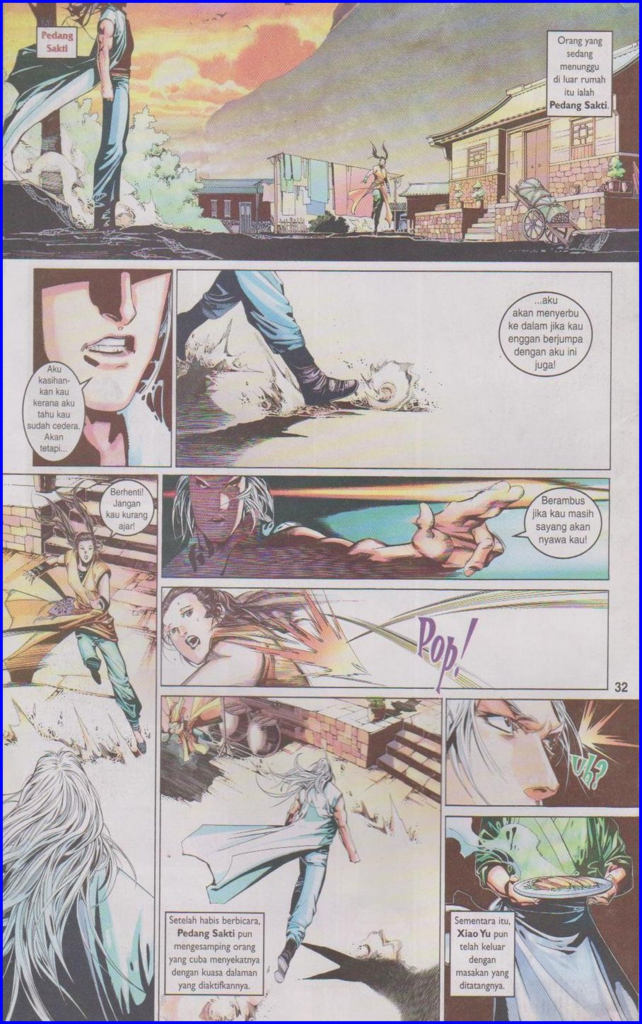 Pedang
Sakti
Orang yang
sedang
menunggu
di luar rumah
itu ialah
Pedang Sakti.
Aku
kasihan-
kan kau
kerana aku
tahu kau
sudah cedera.
Akan
tetapi...
...aku
akan menyerbu
ke dalam jika kau
enggan berjumpa
dengan aku ini
juga!
Berhenti!
Jangan
kau kurang
ajar!
Berambus
jika kau masih
sayang akan
nyawa kau!
Pop!
32
Uh?
Setelah habis berbicara,
Pedang Sakti pun
mengesamping orang
yang cuba menyekatnya
dengan kuasa dalaman
yang diaktifkannya.
Sementara itu,
Xiao Yu pun
telah keluar
dengan
masakan yang
ditatangnya.